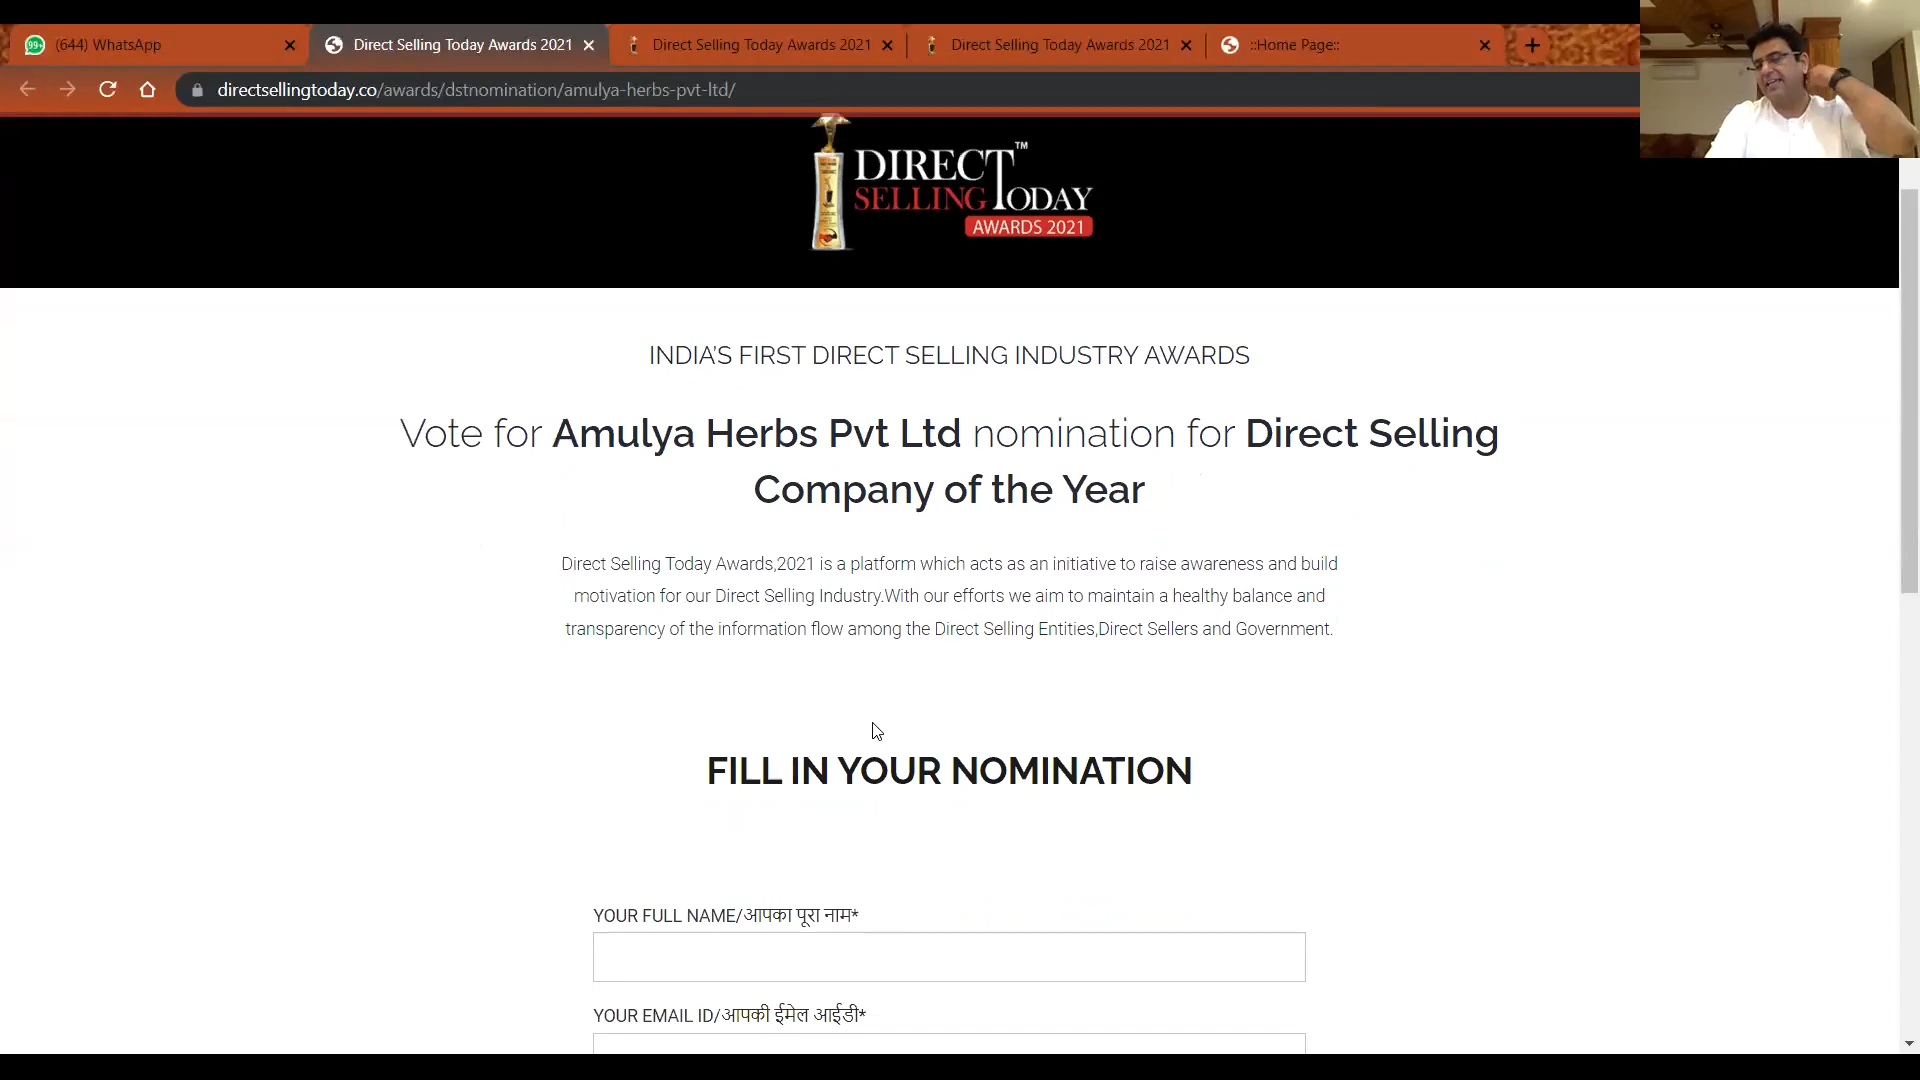 (644) WhatsApp
Direct Selling Today Awards 2021
Direct Selling Today Awards 2021
Direct Selling Today Awards 2021
::Home Page::
directsellingtoday.co/awards/dstnomination/amulya-herbs-pvt-ltd/
DIRECT™
SELLING TODAY
AWARDS 2021
INDIA'S FIRST DIRECT SELLING INDUSTRY AWARDS
Vote for Amulya Herbs Pvt Ltd nomination for Direct Selling
Company of the Year
Direct Selling Today Awards,2021 is a platform which acts as an initiative to raise awareness and build
motivation for our Direct Selling Industry.With our efforts we aim to maintain a healthy balance and
transparency of the information flow among the Direct Selling Entities,Direct Sellers and Government.
FILL IN YOUR NOMINATION
YOUR FULL NAME/आपका पूरा नाम*
YOUR EMAIL ID/आपकी ईमेल आईडी*